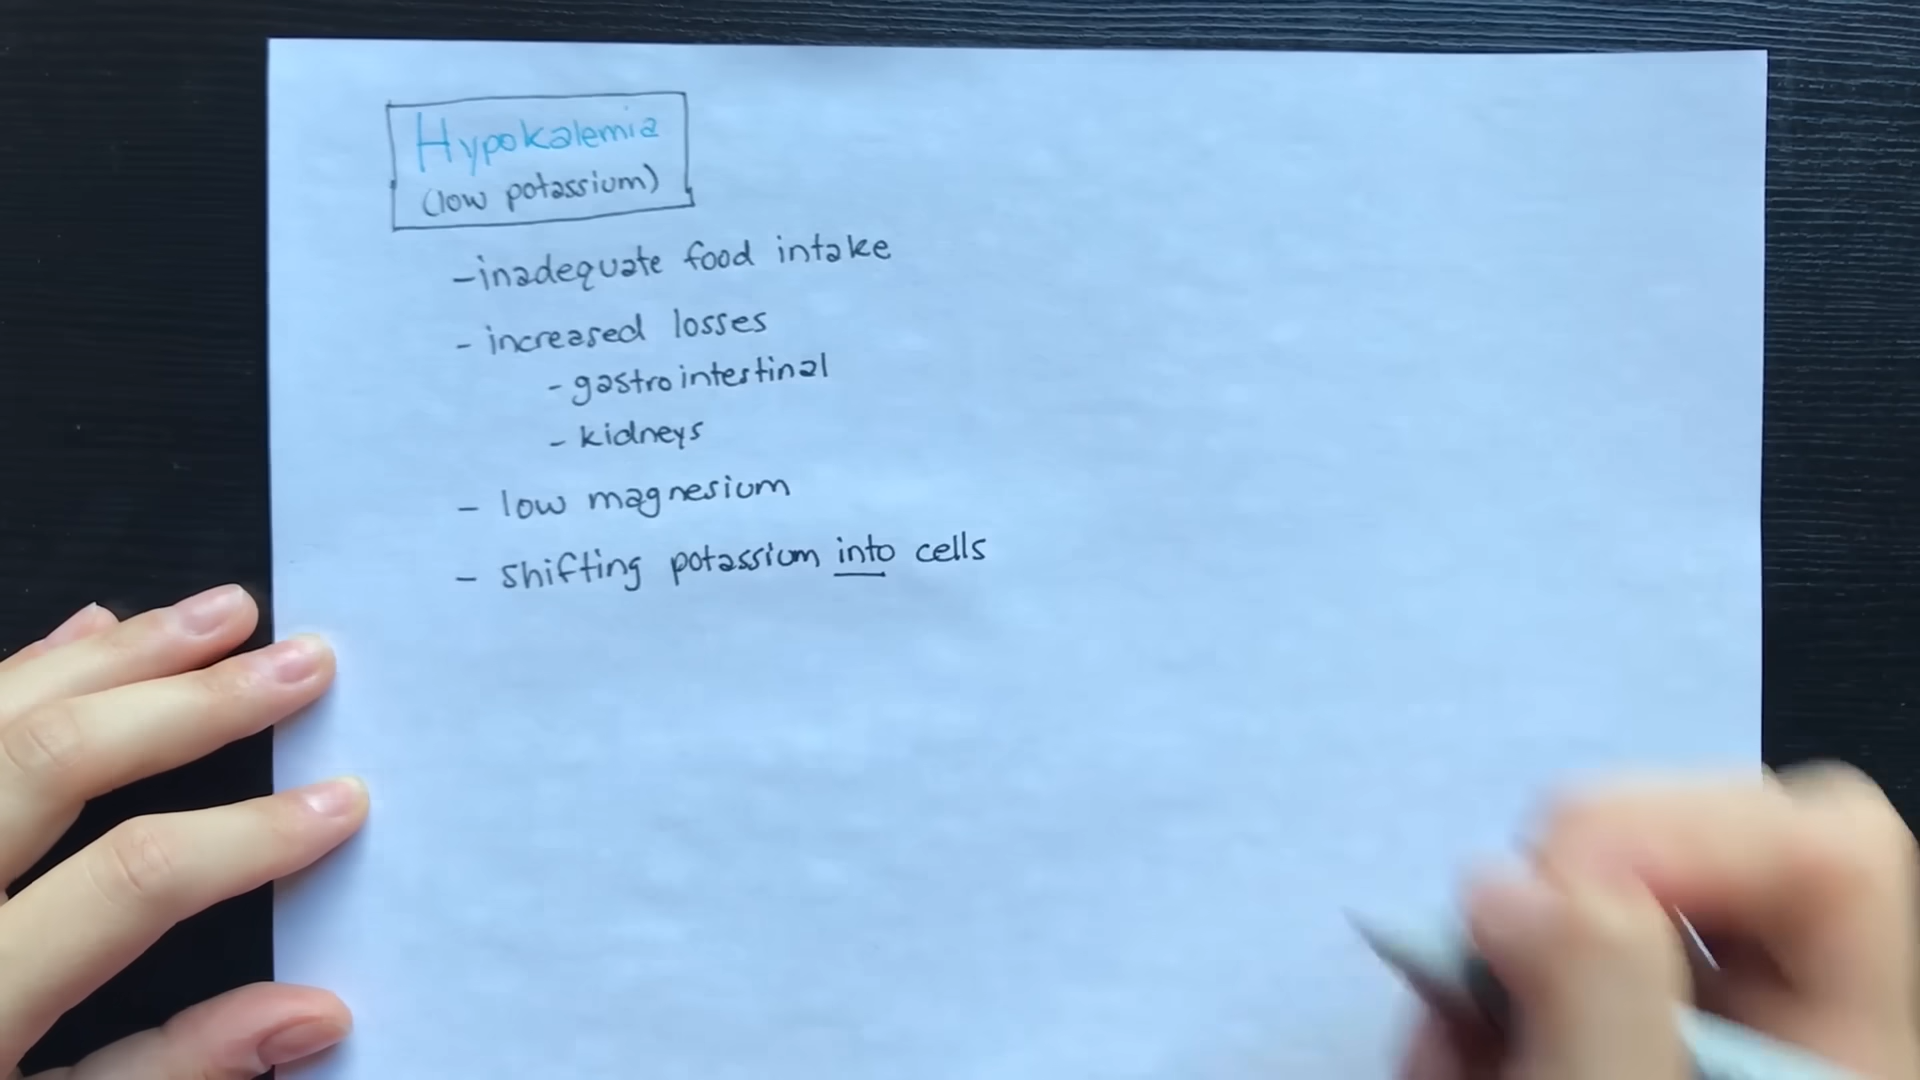 Hypokalemia
(low potassium)
-inadequate food intake
- increased losses
- gastrointestinal
- kidneys
- low magnesium
- shifting potassium into cells